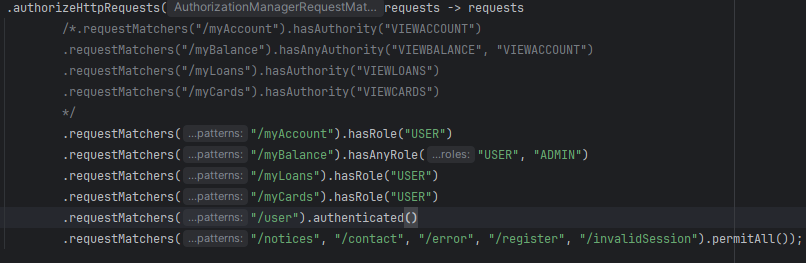 .authorizeHttpRequests( AuthorizationManagerRequestMat... requests -> requests
/*.requestMatchers("/myAccount").hasAuthority("VIEWACCOUNT")
.requestMatchers("/myBalance").hasAnyAuthority("VIEWBALANCE", "VIEWACCOUNT")
.requestMatchers("/myLoans").hasAuthority("VIEWLOANS")
.requestMatchers("/myCards").hasAuthority("VIEWCARDS")
*/
.requestMatchers( ...patterns: "/myAccount").hasRole("USER")
.requestMatchers( ...patterns: "/myBalance").hasAnyRole( ...roles: "USER", "ADMIN")
.requestMatchers( ...patterns: "/myLoans").hasRole("USER")
.requestMatchers( ...patterns: "/myCards").hasRole("USER")
.requestMatchers( ...patterns: "/user").authenticated()
.requestMatchers( ...patterns: "/notices", "/contact", "/error", "/register", "/invalidSession").permitAll());